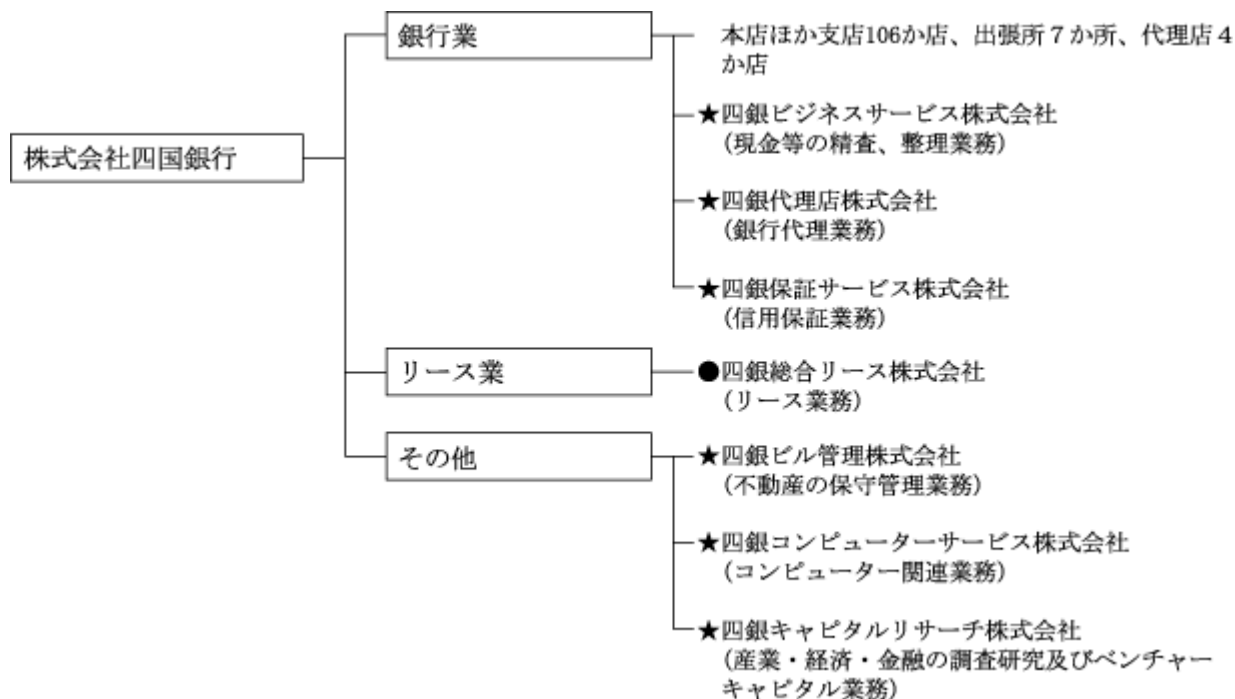 銀行業
本店ほか支店106か店、出張所７か所、代理店４
か店
★四銀ビジネスサービス株式会社
（現金等の精査、整理業務）
株式会社四国銀行
★四銀代理店株式会社
（銀行代理業務）
★四銀保証サービス株式会社
（信用保証業務）
リース業
●四銀総合リース株式会社
（リース業務）
その他
★四銀ビル管理株式会社
（不動産の保守管理業務）
★四銀コンピューターサービス株式会社
（コンピューター関連業務）
★四銀キャピタルリサーチ株式会社
（産業・経済・金融の調査研究及びベンチャー
キャピタル業務）